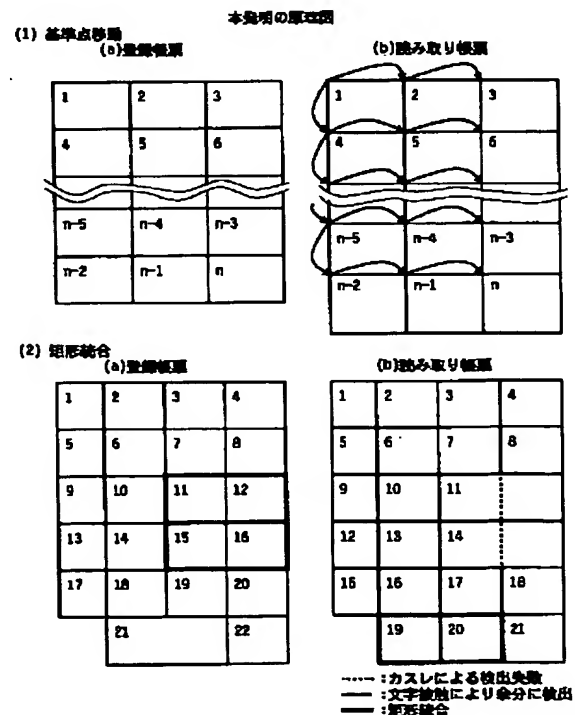 本発明の原理図
(1) 基準点移動
(a)登録帳票
(b)読み取り帳票
1 2 3
4 5 6
n-5 n-4 n-3
n-2 n-1 n
1 2 3
4 5 6
n-5 n-4 n-3
n-2 n-1 n
(2) 矩形統合
(a)登録帳票
(b)読み取り帳票
1 2 3 4
5 6 7 8
9 10 11 12
13 14 15 16
17 18 19 20
21 22
1 2 3 4
5 6 7 8
9 10 11
12 13 14
15 16 17 18
19 20 21
:カスレによる検出失敗
:文字接触により余分に検出
:矩形統合